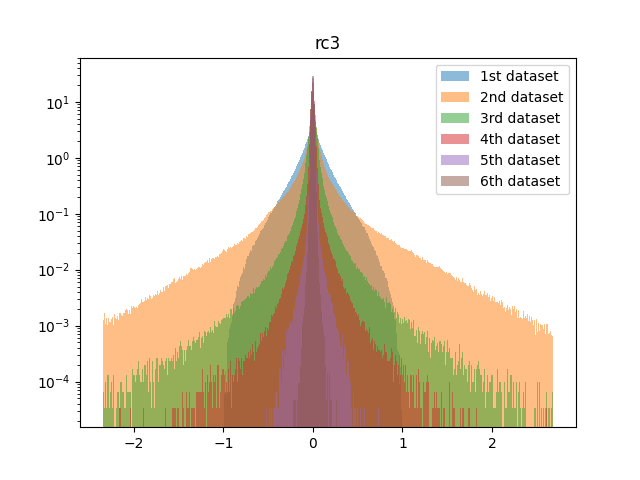 rc3
1st dataset
2nd dataset
3rd dataset
4th dataset
5th dataset
6th dataset
10¹
10⁰
10⁻¹
10⁻²
10⁻³
10⁻⁴
−2 −1 0 1 2